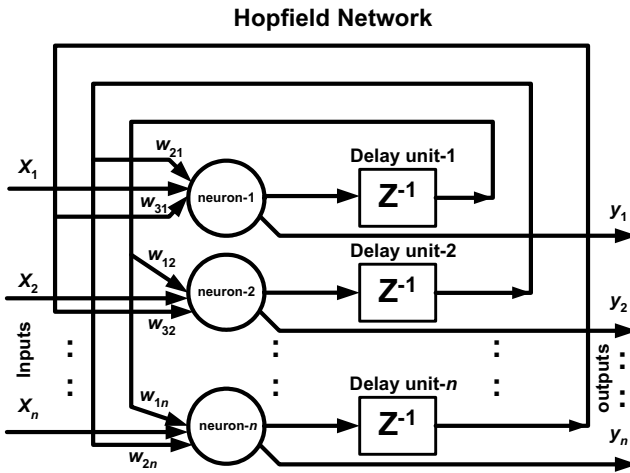 Hopfield Network
w21
X1
Delay unit-1
neuron-1
Z-1
w31
y1
Delay unit-2
w12
X2
neuron-2
Z-1
w32
y2
Inputs
outputs
Delay unit-n
w1n
Xn
neuron-n
Z-1
w2n
yn